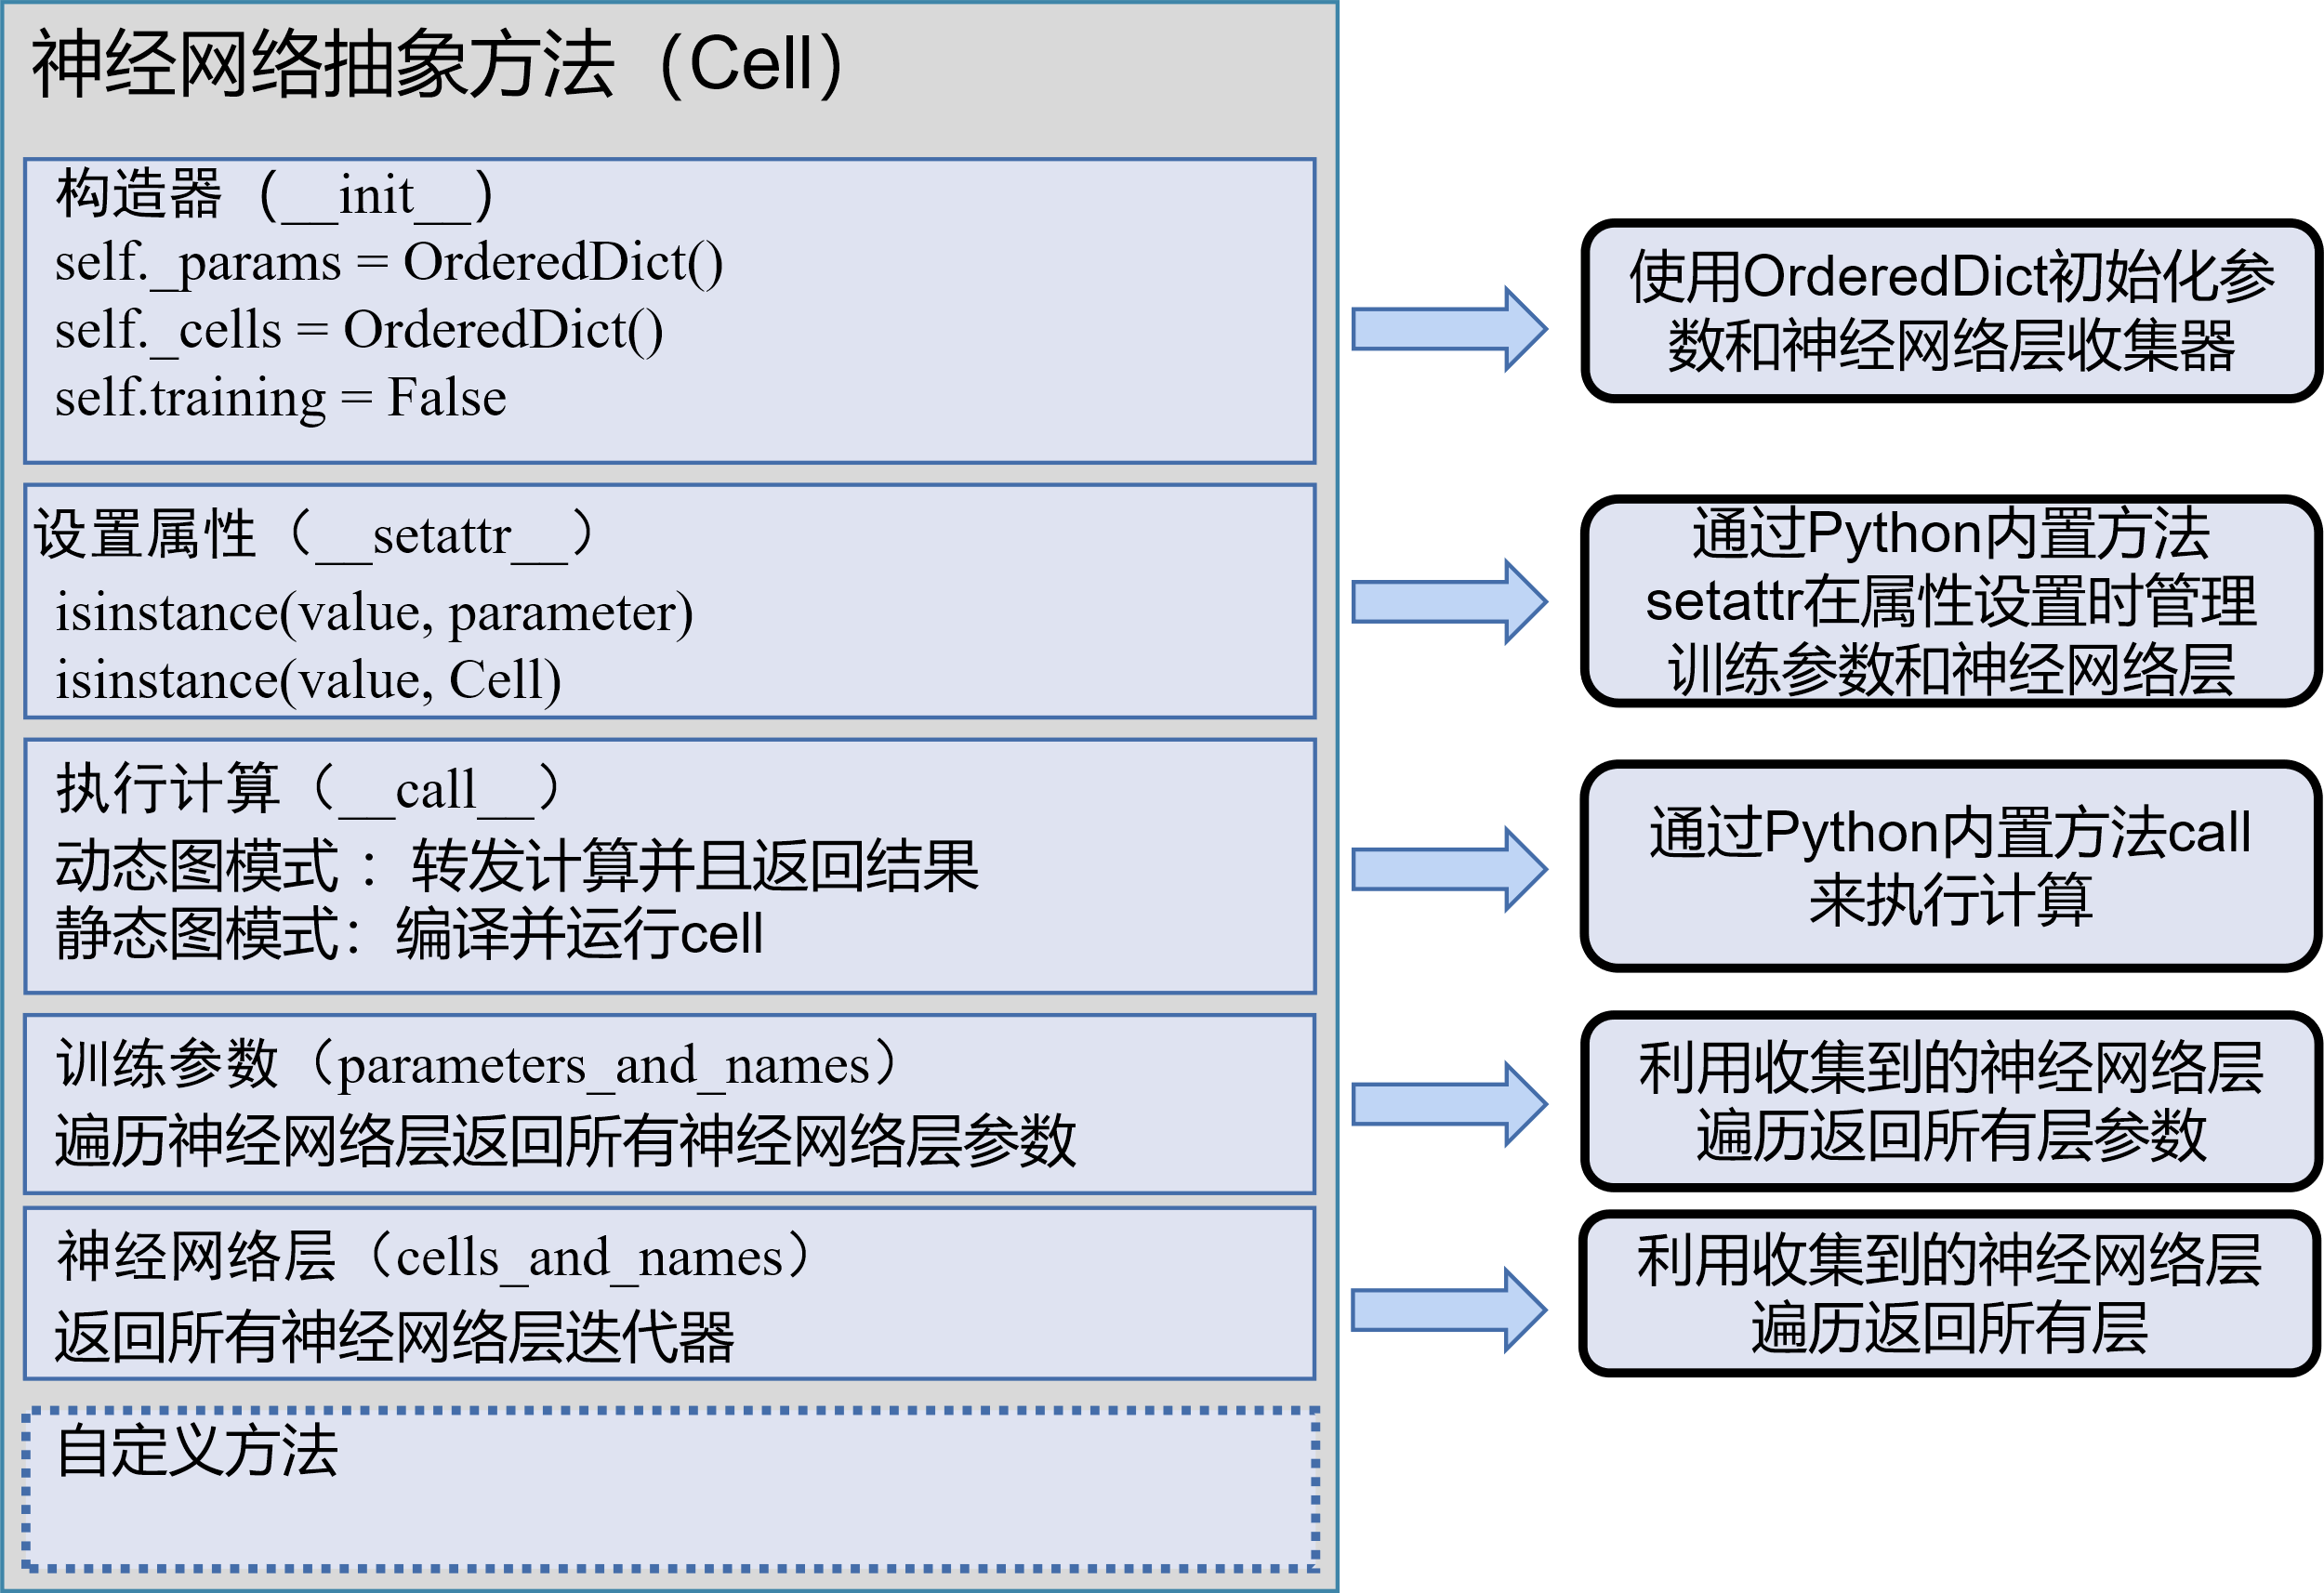 神经网络抽象方法（Cell）
构造器（__init__）
self._params = OrderedDict()
self._cells = OrderedDict()
self.training = False
使用OrderedDict初始化参
数和神经网络层收集器
设置属性（__setattr__）
isinstance(value, parameter)
isinstance(value, Cell)
通过Python内置方法
setattr在属性设置时管理
训练参数和神经网络层
执行计算（__call__）
动态图模式 ：转发计算并且返回结果
静态图模式：编译并运行cell
通过Python内置方法call
来执行计算
训练参数（parameters_and_names）
遍历神经网络层返回所有神经网络层参数
利用收集到的神经网络层
遍历返回所有层参数
神经网络层（cells_and_names）
返回所有神经网络层迭代器
利用收集到的神经网络层
遍历返回所有层
自定义方法